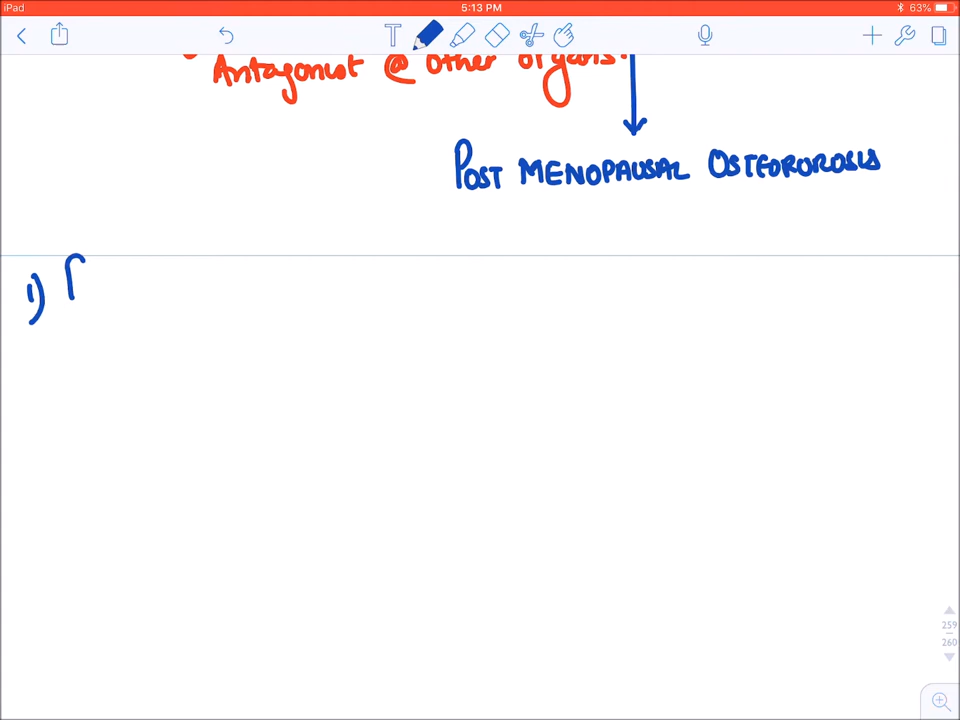 iPad 5:13 PM 63%
T
Antagonist @ other organs.
POST MENOPAUSAL OSTEOPOROSIS
1)
259
260